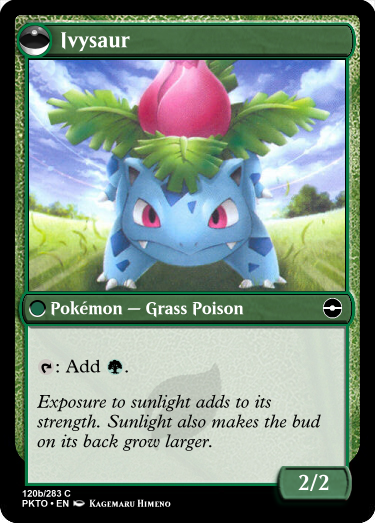 Ivysaur
Pokémon — Grass Poison
: Add .
Exposure to sunlight adds to its
strength. Sunlight also makes the bud
on its back grow larger.
2/2
120b/283 C
PKTO • EN Kagemaru Himeno